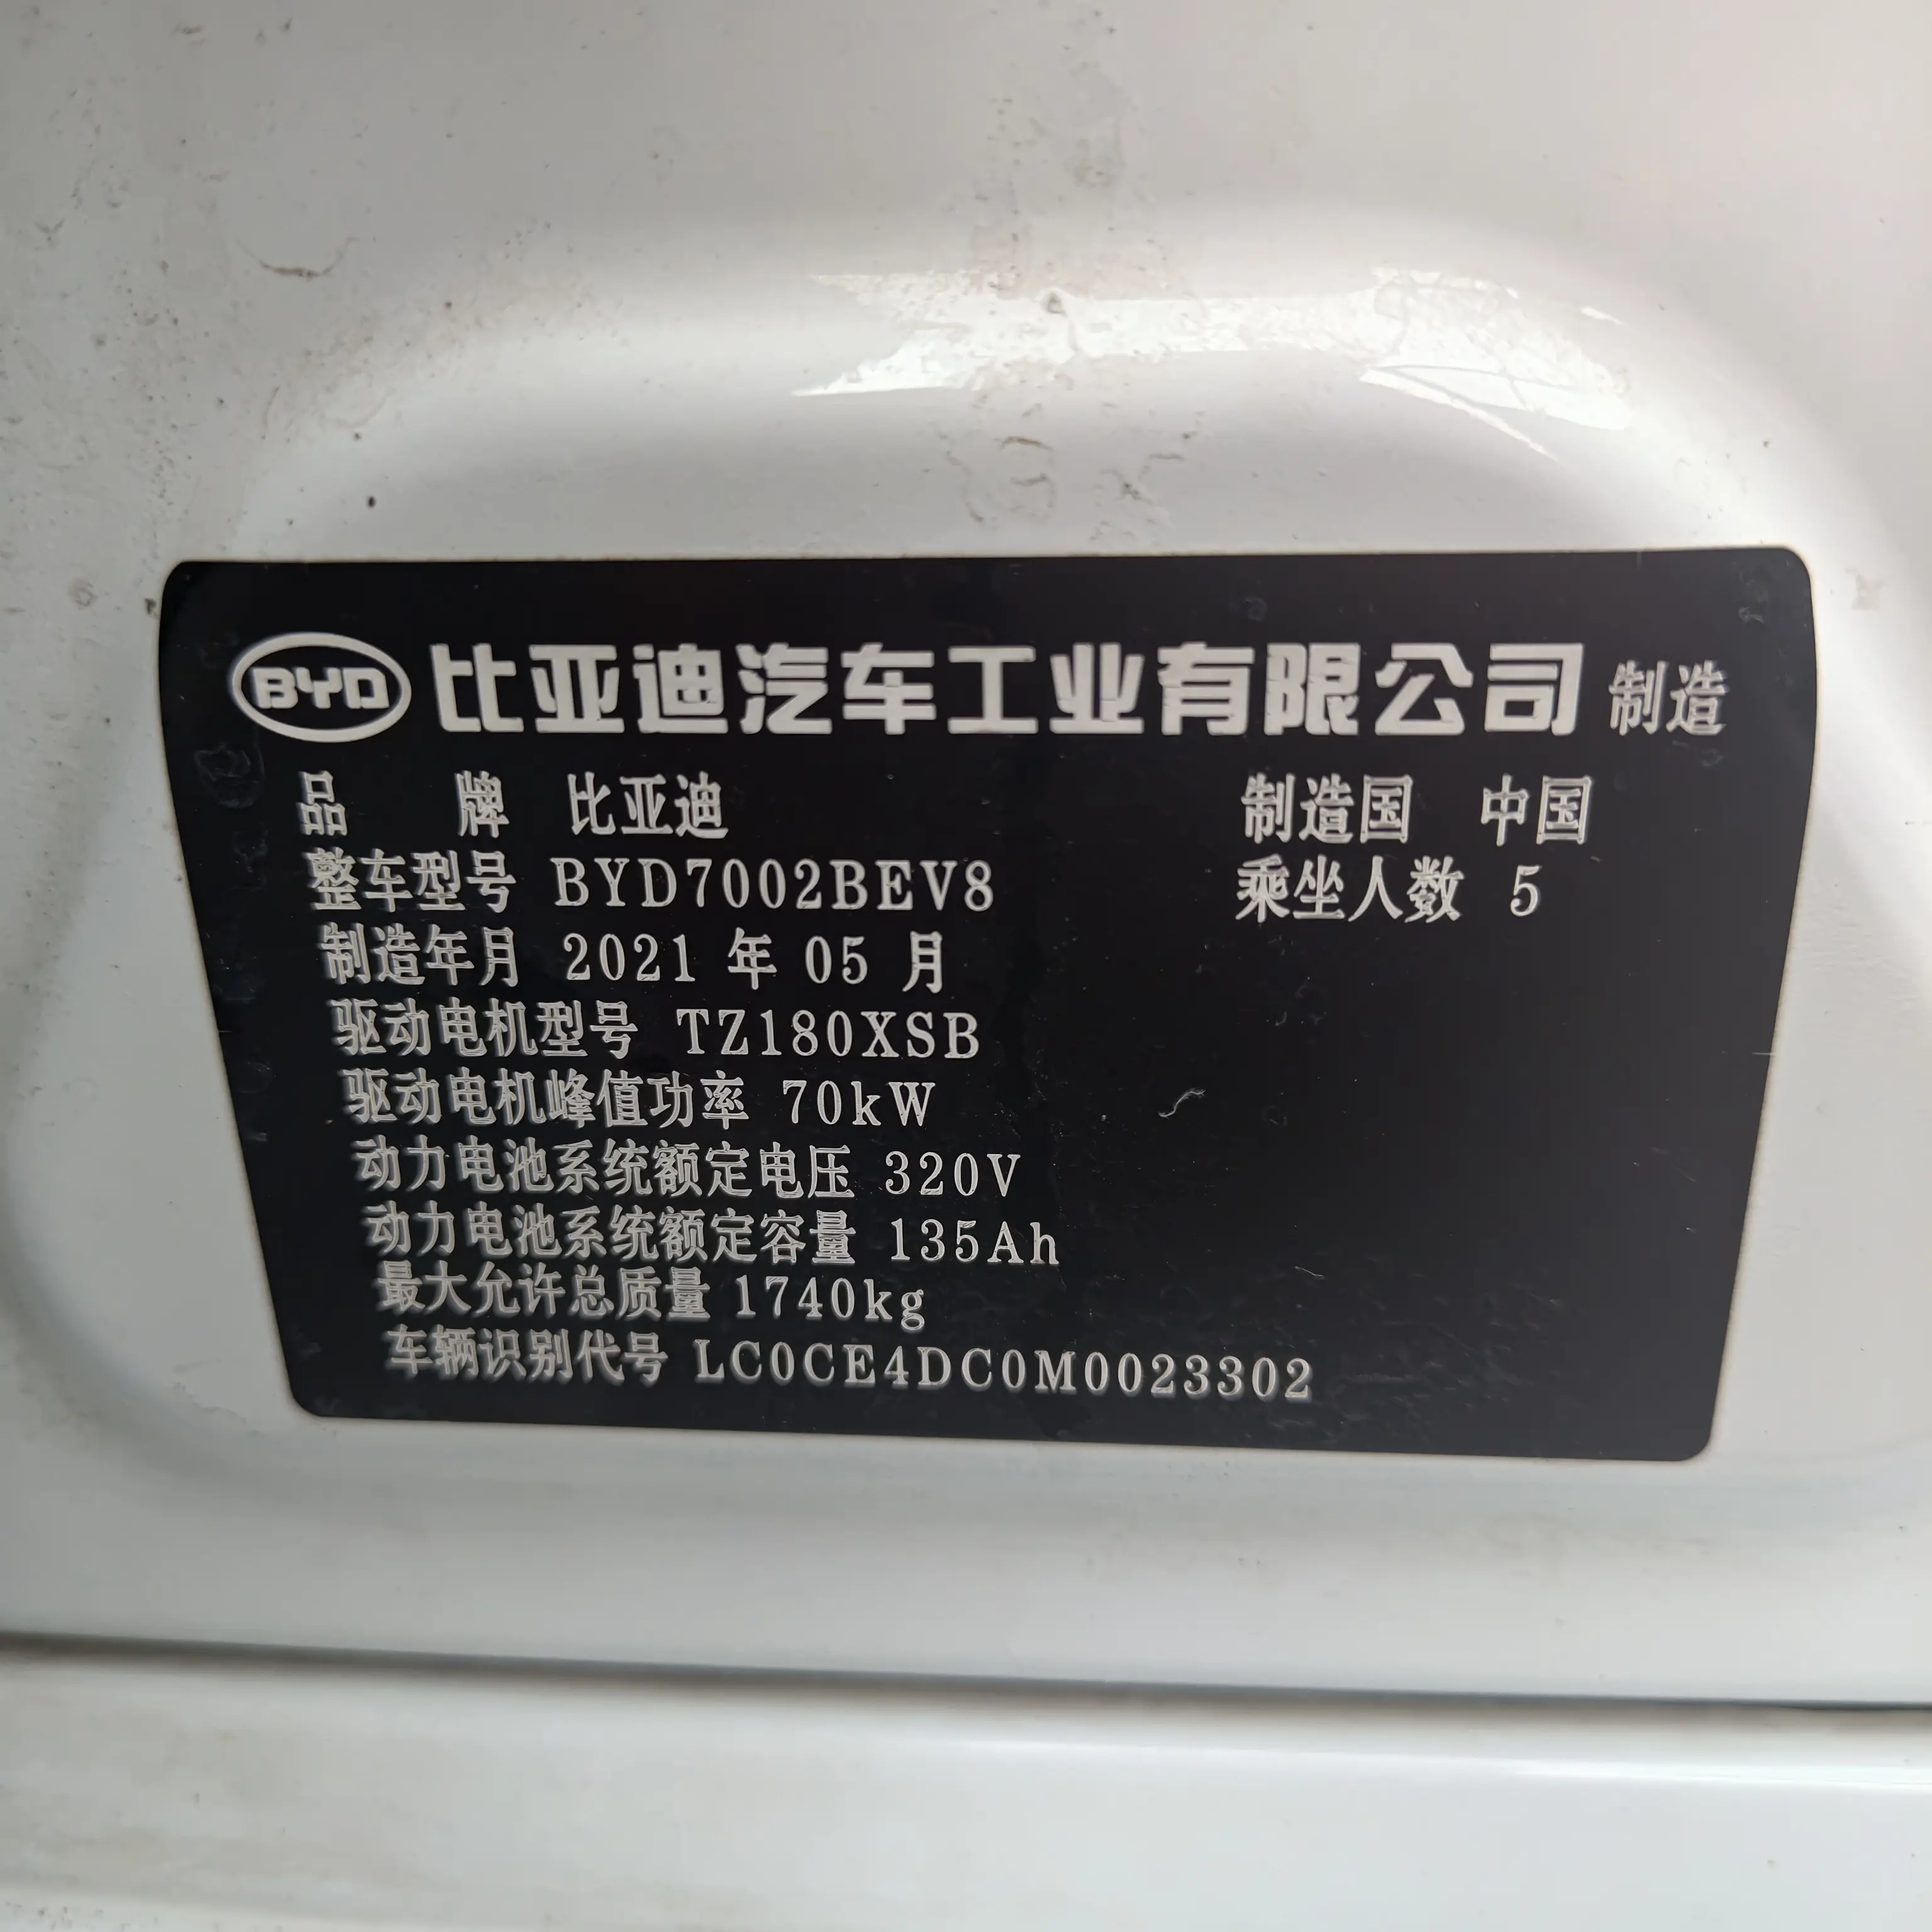 BYD 比亚迪汽车工业有限公司 制造
品 牌 比亚迪 制造国 中国
整车型号 BYD7002BEV8 乘坐人数 5
制造年月 2021 年 05 月
驱动电机型号 TZ180XSB
驱动电机峰值功率 70kW
动力电池系统额定电压 320V
动力电池系统额定容量 135Ah
最大允许总质量 1740kg
车辆识别代号 LC0CE4DC0M0023302